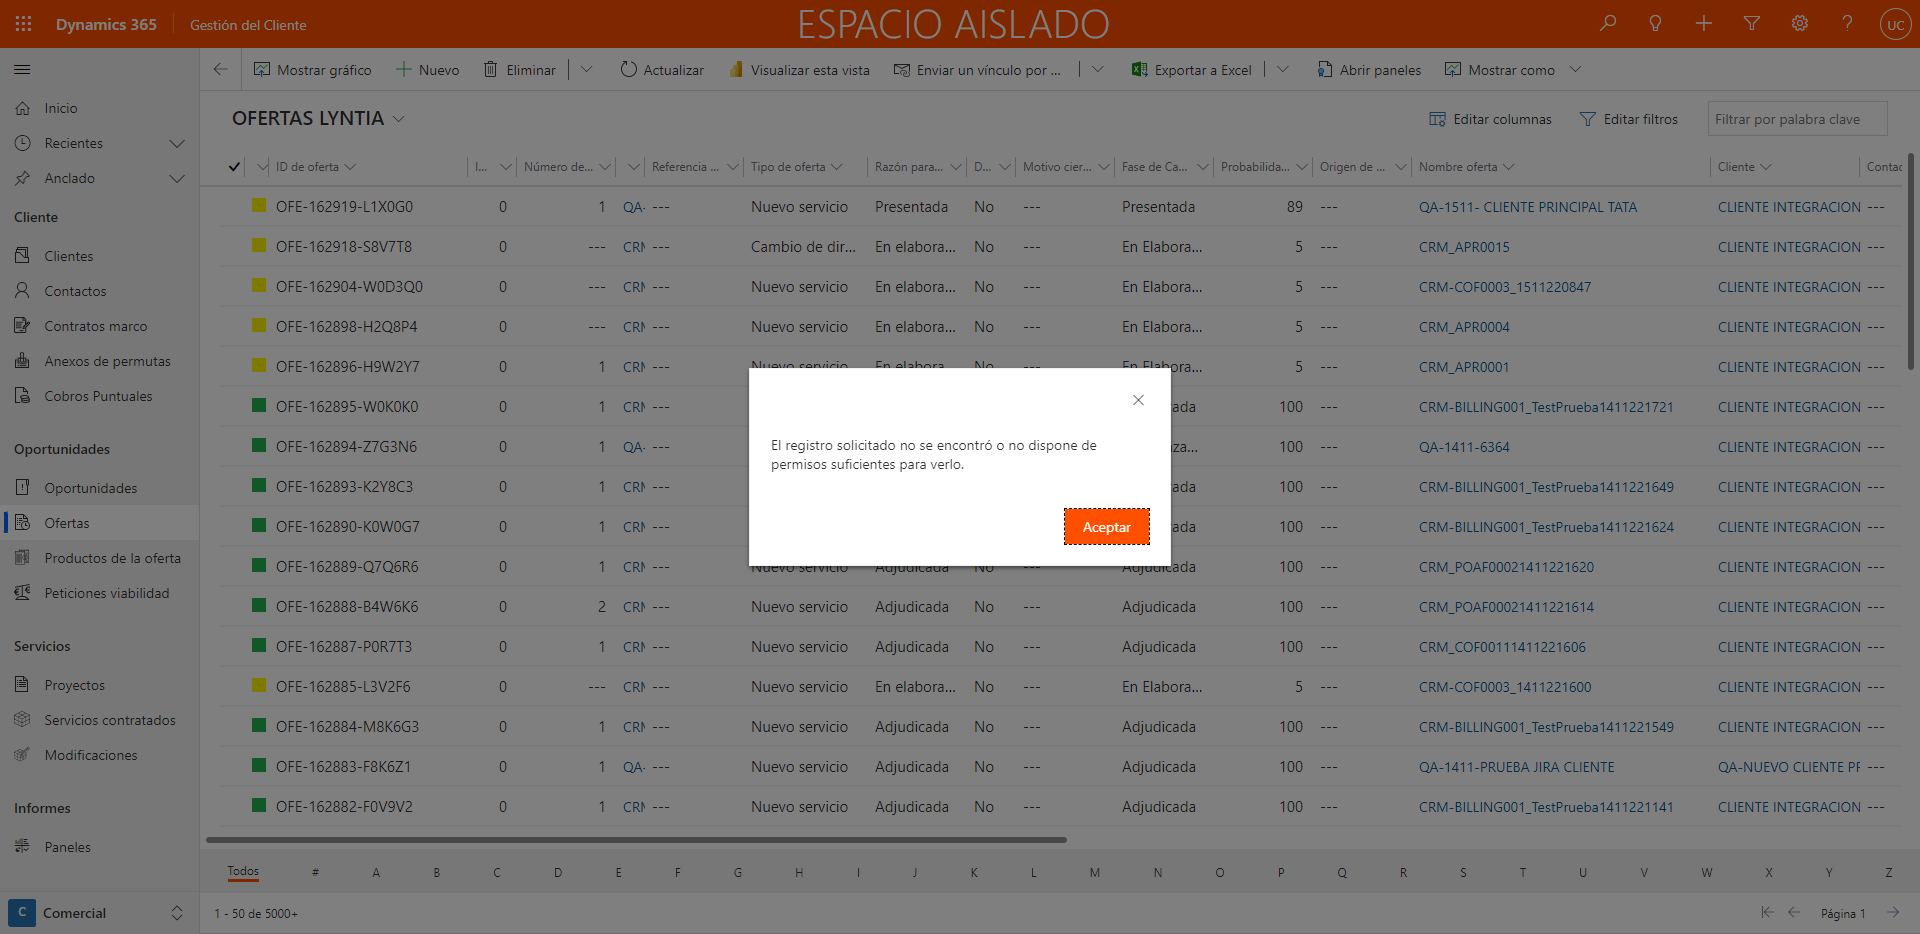 Dynamics 365
Gestión del Cliente
ESPACIO AISLADO
UC
Mostrar gráfico
Nuevo
Eliminar
Actualizar
Visualizar esta vista
Enviar un vínculo por ...
Exportar a Excel
Abrir paneles
Mostrar como
Inicio
Recientes
Anclado
Cliente
Clientes
Contactos
Contratos marco
Anexos de permutas
Cobros Puntuales
Oportunidades
Oportunidades
Ofertas
Productos de la oferta
Peticiones viabilidad
Servicios
Proyectos
Servicios contratados
Modificaciones
Informes
Paneles
C Comercial
OFERTAS LYNTIA
Editar columnas
Editar filtros
Filtrar por palabra clave
ID de oferta I... Número de... Referencia ... Tipo de oferta Razón para... D... Motivo cier... Fase de Ca... Probabilida... Origen de ... Nombre oferta Cliente Contac
OFE-162919-L1X0G0 0 1 QA- --- Nuevo servicio Presentada No --- Presentada 89 --- QA-1511- CLIENTE PRINCIPAL TATA CLIENTE INTEGRACION ---
OFE-162918-S8V7T8 0 --- CRM --- Cambio de dir... En elabora... No --- En Elabora... 5 --- CRM_APR0015 CLIENTE INTEGRACION ---
OFE-162904-W0D3Q0 0 --- CRM --- Nuevo servicio En elabora... No --- En Elabora... 5 --- CRM-COF0003_1511220847 CLIENTE INTEGRACION ---
OFE-162898-H2Q8P4 0 --- CRM --- Nuevo servicio En elabora... No --- En Elabora... 5 --- CRM_APR0004 CLIENTE INTEGRACION ---
OFE-162896-H9W2Y7 0 1 CRM --- Nuevo servicio En elabora... No --- En Elabora... 5 --- CRM_APR0001 CLIENTE INTEGRACION ---
OFE-162895-W0K0K0 0 1 CRM --- ada 100 --- CRM-BILLING001_TestPrueba1411221721 CLIENTE INTEGRACION ---
OFE-162894-Z7G3N6 0 1 QA- --- za... 100 --- QA-1411-6364 CLIENTE INTEGRACION ---
OFE-162893-K2Y8C3 0 1 CRM --- ada 100 --- CRM-BILLING001_TestPrueba1411221649 CLIENTE INTEGRACION ---
OFE-162890-K0W0G7 0 1 CRM --- ada 100 --- CRM-BILLING001_TestPrueba1411221624 CLIENTE INTEGRACION ---
OFE-162889-Q7Q6R6 0 1 CRM --- Nuevo servicio Adjudicada No --- Adjudicada 100 --- CRM_POAF00021411221620 CLIENTE INTEGRACION ---
OFE-162888-B4W6K6 0 2 CRM --- Nuevo servicio Adjudicada No --- Adjudicada 100 --- CRM_POAF00021411221614 CLIENTE INTEGRACION ---
OFE-162887-P0R7T3 0 1 CRM --- Nuevo servicio Adjudicada No --- Adjudicada 100 --- CRM_COF00111411221606 CLIENTE INTEGRACION ---
OFE-162885-L3V2F6 0 --- CRM --- Nuevo servicio En elabora... No --- En Elabora... 5 --- CRM-COF0003_1411221600 CLIENTE INTEGRACION ---
OFE-162884-M8K6G3 0 1 CRM --- Nuevo servicio Adjudicada No --- Adjudicada 100 --- CRM-BILLING001_TestPrueba1411221549 CLIENTE INTEGRACION ---
OFE-162883-F8K6Z1 0 1 QA- --- Nuevo servicio Adjudicada No --- Adjudicada 100 --- QA-1411-PRUEBA JIRA CLIENTE QA-NUEVO CLIENTE PF ---
OFE-162882-F0V9V2 0 1 CRM --- Nuevo servicio Adjudicada No --- Adjudicada 100 --- CRM-BILLING001_TestPrueba1411221141 CLIENTE INTEGRACION ---
El registro solicitado no se encontró o no dispone de
permisos suficientes para verlo.
Aceptar
Todos # A B C D E F G H I J K L M N O P Q R S T U V W X Y Z
1 - 50 de 5000+
Página 1